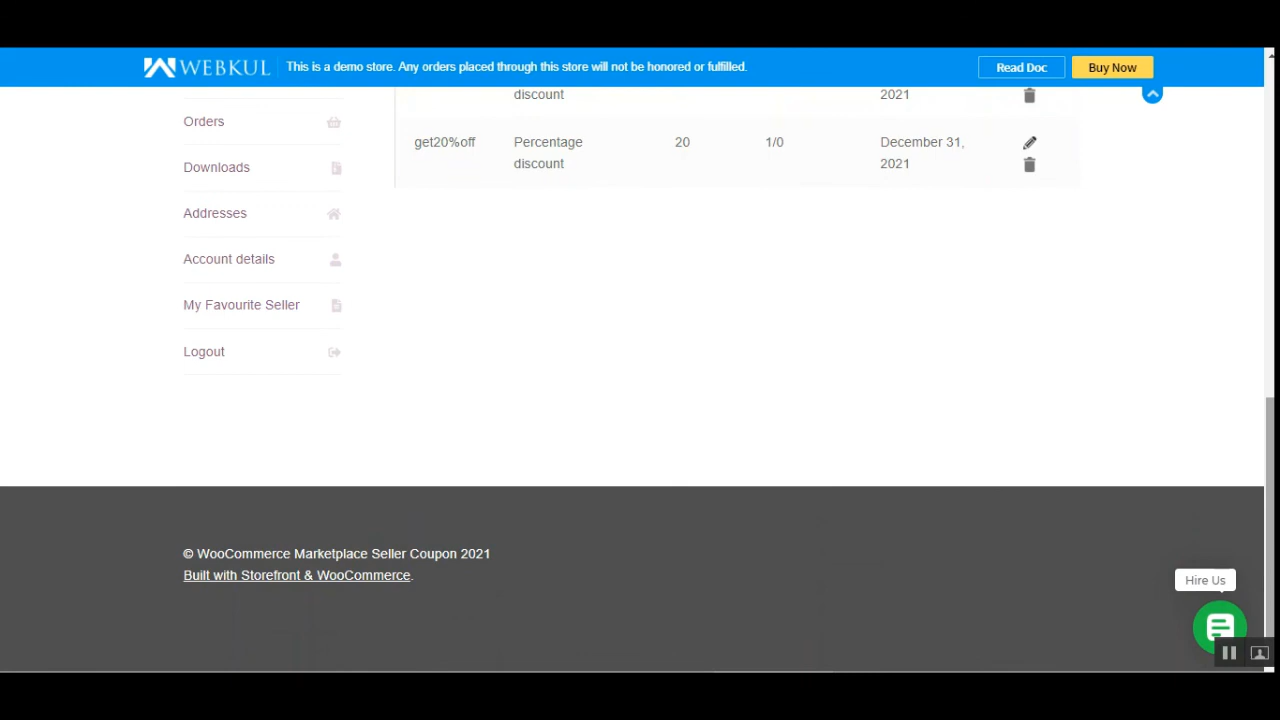 WEBKUL
This is a demo store. Any orders placed through this store will not be honored or fulfilled.
Read Doc
Buy Now
discount
2021
get20%off
Percentage
discount
20
1/0
December 31,
2021
Orders
Downloads
Addresses
Account details
My Favourite Seller
Logout
© WooCommerce Marketplace Seller Coupon 2021
Built with Storefront & WooCommerce.
Hire Us